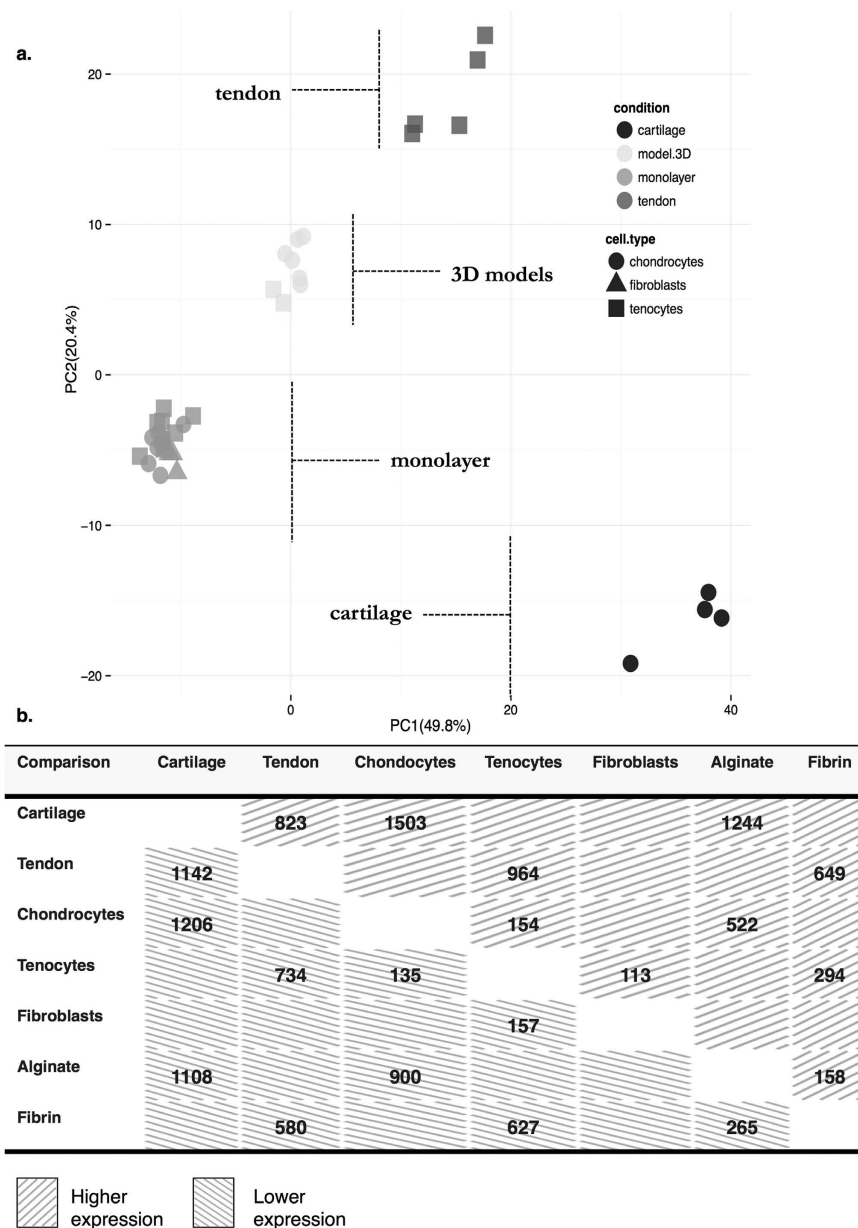 a.
20
10
0
−10
−20
PC2(20.4%)
tendon
3D models
monolayer
cartilage
condition
cartilage
model.3D
monolayer
tendon
cell.type
chondrocytes
fibroblasts
tenocytes
0 20 40
PC1(49.8%)
b.
Comparison Cartilage Tendon Chondocytes Tenocytes Fibroblasts Alginate Fibrin
Cartilage 823 1503 1244
Tendon 1142 964 649
Chondrocytes 1206 154 522
Tenocytes 734 135 113 294
Fibroblasts 157
Alginate 1108 900 158
Fibrin 580 627 265
Higher
expression
Lower
expression